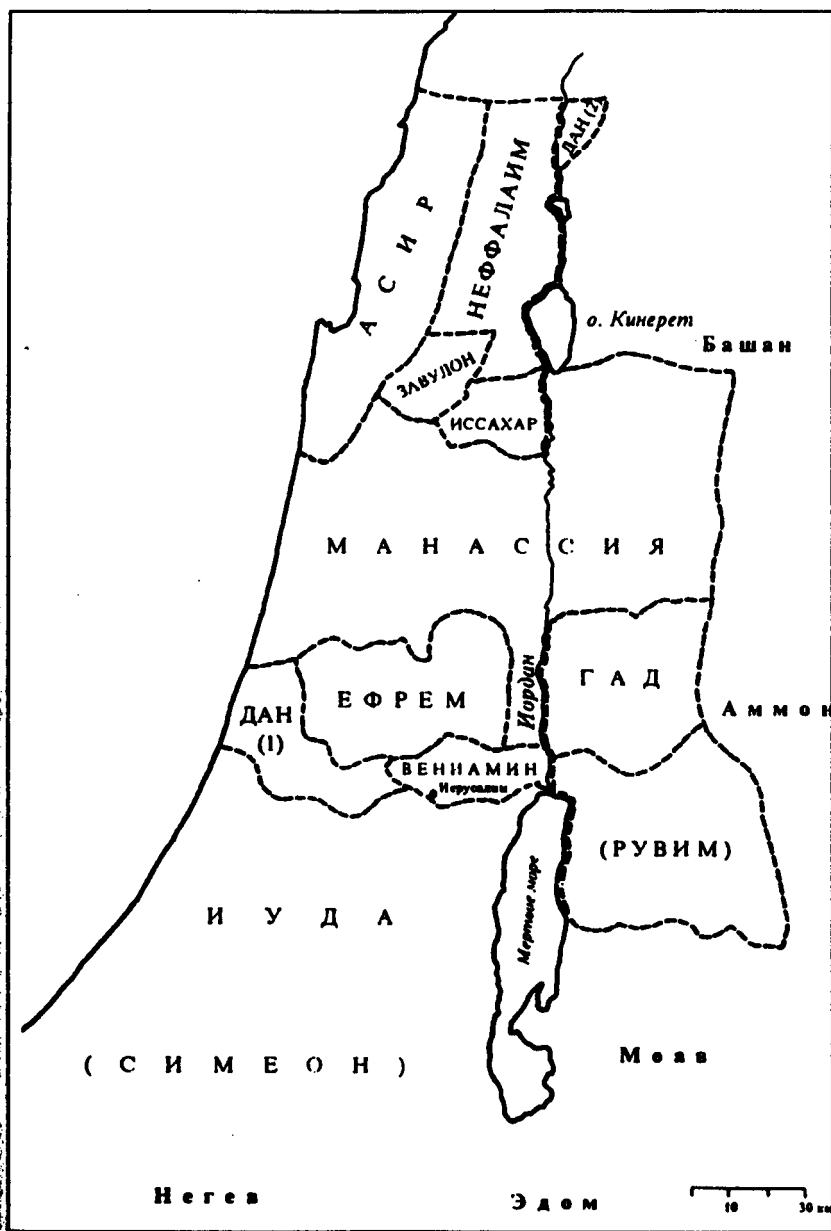 ДАН (2)
НЕФФАЛАИМ
АСИР
о. Кинерет
Башан
ЗАВУЛОН
ИССАХАР
МАНАССИЯ
Иордан
ГАД
ЕФРЕМ
ДАН
(1)
Аммон
ВЕНИАМИН
Иерусалим
(РУВИМ)
Мертвое море
ИУДА
(СИМЕОН)
Моав
Негев
Эдом
10 30 км